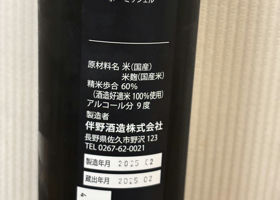 原材料名 米(国産)
米麹(国産米)
精米歩合 60%
(酒造好適米100%使用)
アルコール分 9度
製造者
伴野酒造株式会社
長野県佐久市野沢 123
TEL 0267-62-0021
製造年月 2025.02
蔵出年月 2025.02